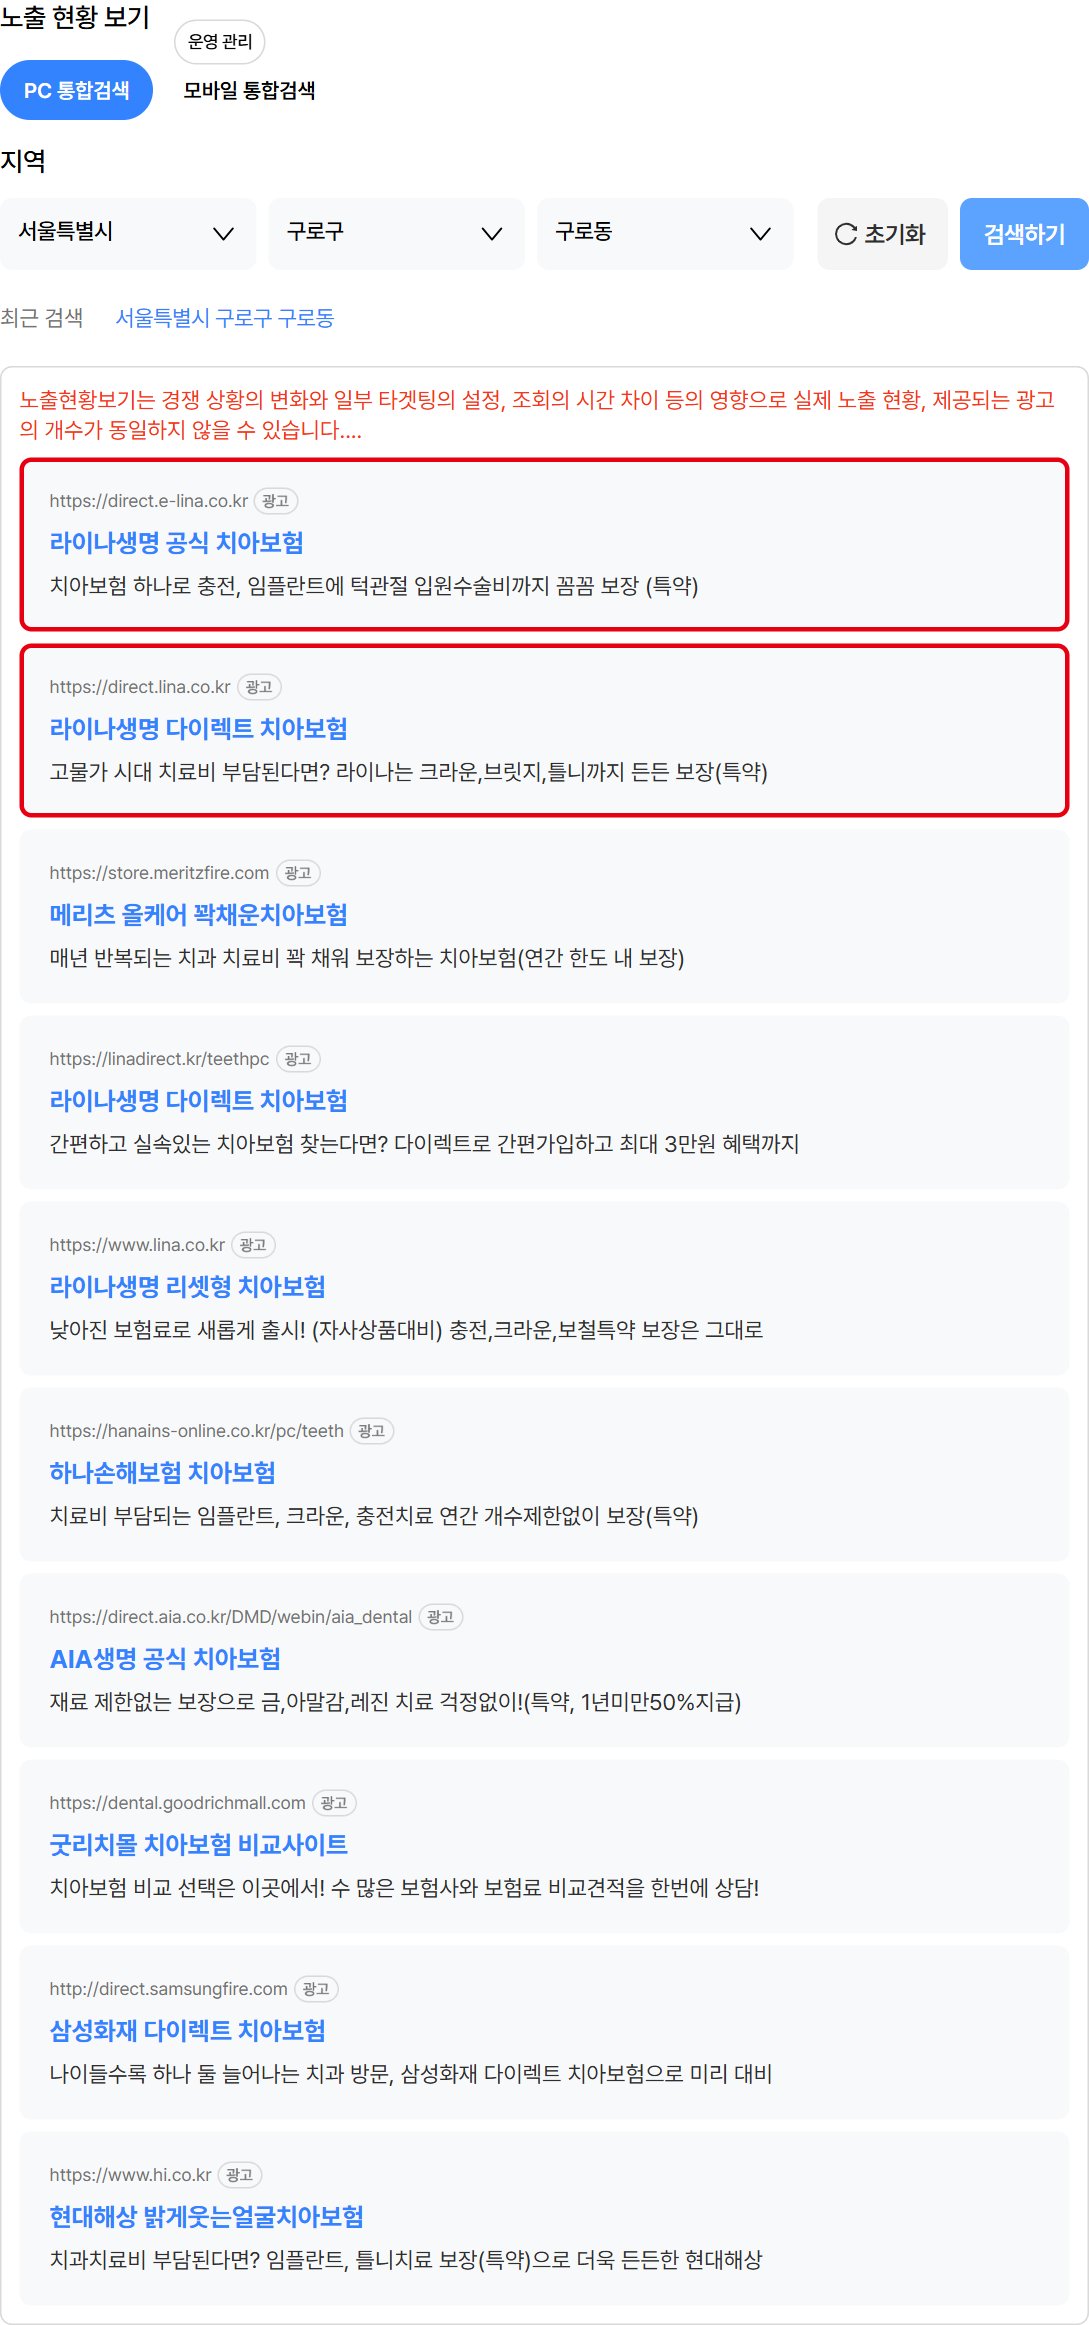 노출 현황 보기
운영 관리
PC 통합검색
모바일 통합검색
지역
서울특별시
구로구
구로동
초기화
검색하기
최근 검색
서울특별시 구로구 구로동
노출현황보기는 경쟁 상황의 변화와 일부 타겟팅의 설정, 조회의 시간 차이 등의 영향으로 실제 노출 현황, 제공되는 광고
의 개수가 동일하지 않을 수 있습니다....
https://direct.e-lina.co.kr 광고
라이나생명 공식 치아보험
치아보험 하나로 충전, 임플란트에 턱관절 입원수술비까지 꼼꼼 보장 (특약)
https://direct.lina.co.kr 광고
라이나생명 다이렉트 치아보험
고물가 시대 치료비 부담된다면? 라이나는 크라운,브릿지,틀니까지 든든 보장(특약)
https://store.meritzfire.com 광고
메리츠 올케어 꽉채운치아보험
매년 반복되는 치과 치료비 꽉 채워 보장하는 치아보험(연간 한도 내 보장)
https://linadirect.kr/teethpc 광고
라이나생명 다이렉트 치아보험
간편하고 실속있는 치아보험 찾는다면? 다이렉트로 간편가입하고 최대 3만원 혜택까지
https://www.lina.co.kr 광고
라이나생명 리셋형 치아보험
낮아진 보험료로 새롭게 출시! (자사상품대비) 충전,크라운,보철특약 보장은 그대로
https://hanains-online.co.kr/pc/teeth 광고
하나손해보험 치아보험
치료비 부담되는 임플란트, 크라운, 충전치료 연간 개수제한없이 보장(특약)
https://direct.aia.co.kr/DMD/webin/aia_dental 광고
AIA생명 공식 치아보험
재료 제한없는 보장으로 금,아말감,레진 치료 걱정없이!(특약, 1년미만50%지급)
https://dental.goodrichmall.com 광고
굿리치몰 치아보험 비교사이트
치아보험 비교 선택은 이곳에서! 수 많은 보험사와 보험료 비교견적을 한번에 상담!
http://direct.samsungfire.com 광고
삼성화재 다이렉트 치아보험
나이들수록 하나 둘 늘어나는 치과 방문, 삼성화재 다이렉트 치아보험으로 미리 대비
https://www.hi.co.kr 광고
현대해상 밝게웃는얼굴치아보험
치과치료비 부담된다면? 임플란트, 틀니치료 보장(특약)으로 더욱 든든한 현대해상